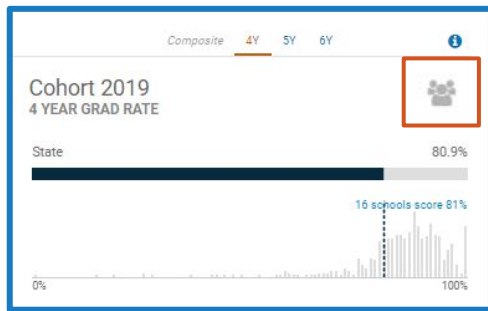 Composite 4Y 5Y 6Y
Cohort 2019
4 YEAR GRAD RATE
State 80.9%
16 schools score 81%
0% 100%